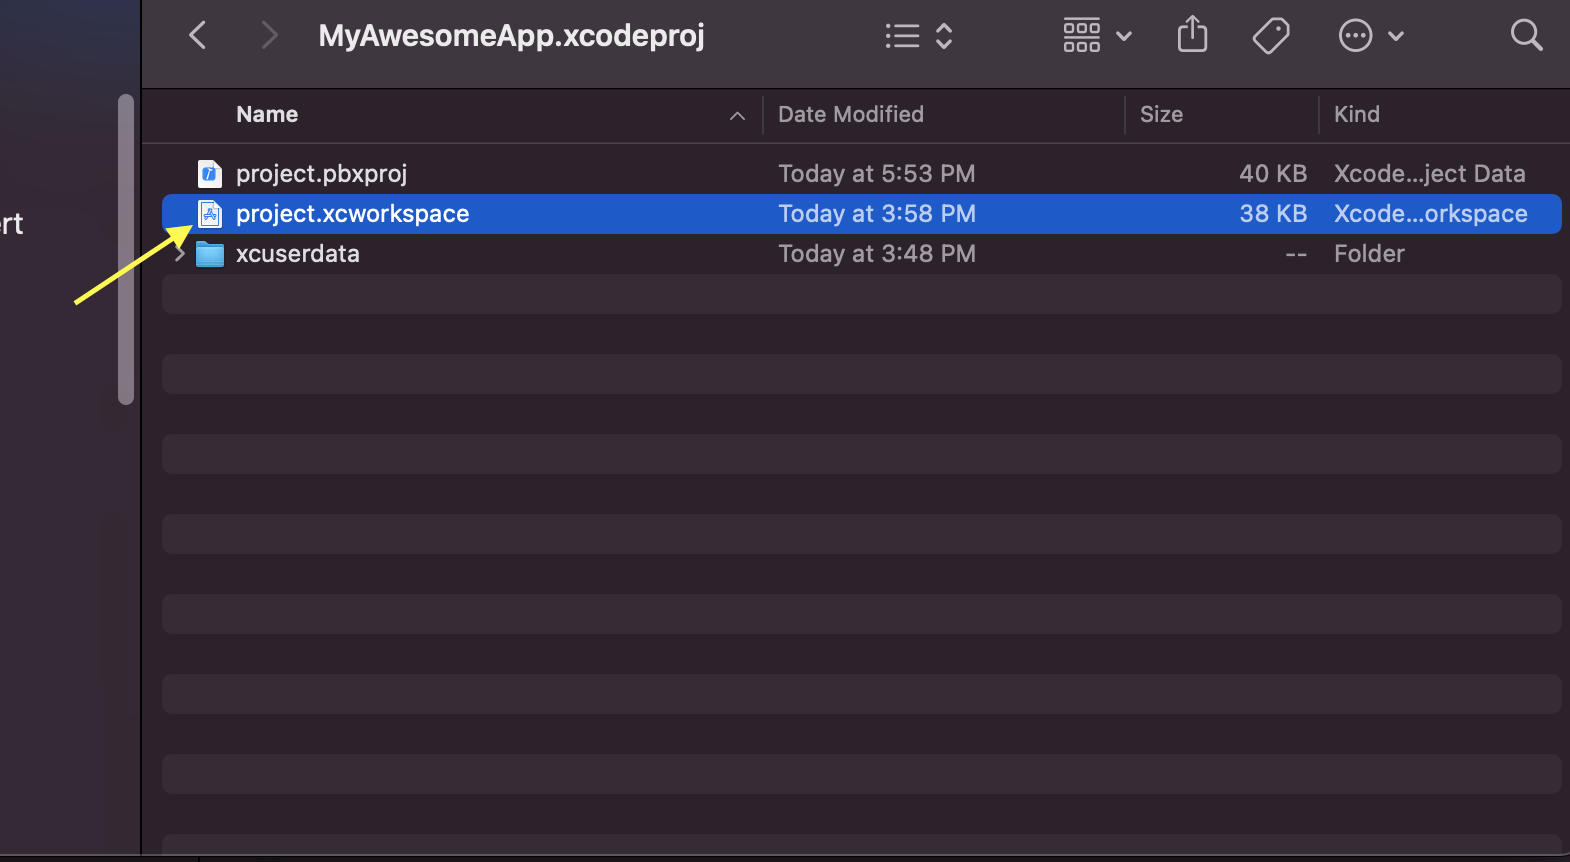 MyAwesomeApp.xcodeproj
Name Date Modified Size Kind
project.pbxproj Today at 5:53 PM 40 KB Xcode...ject Data
project.xcworkspace Today at 3:58 PM 38 KB Xcode...orkspace
rt
xcuserdata Today at 3:48 PM -- Folder